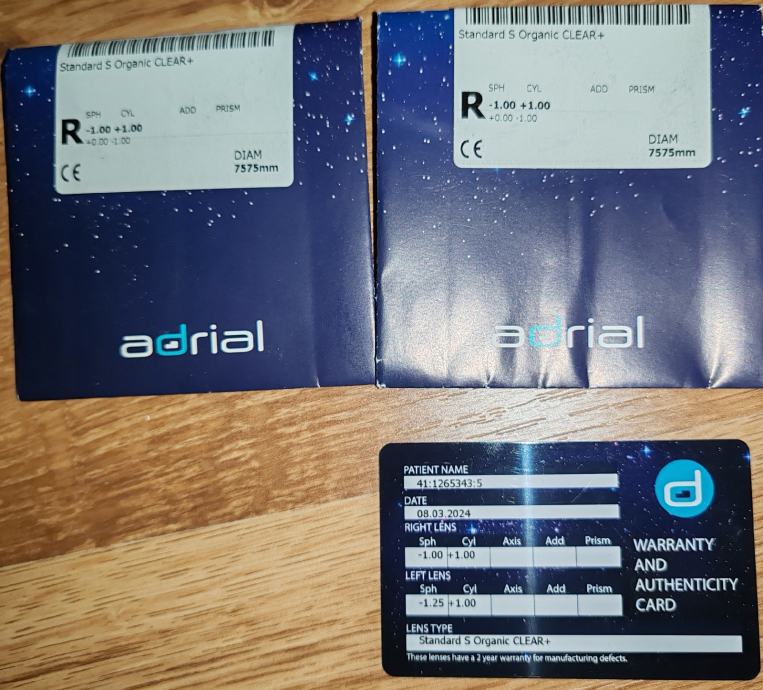 Standard S Organic CLEAR+
SPH CYL ADD PRISM
R -1.00 +1.00
+0.00 -1.00
CE DIAM
7575mm
adrial
Standard S Organic CLEAR+
SPH CYL ADD PRISM
R -1.00 +1.00
+0.00 -1.00
CE DIAM
7575mm
adrial
PATIENT NAME
41:1265343:5
DATE
08.03.2024
RIGHT LENS
Sph Cyl Axis Add Prism
-1.00 +1.00
LEFT LENS
Sph Cyl Axis Add Prism
-1.25 +1.00
LENS TYPE
Standard S Organic CLEAR+
These lenses have a 2 year warranty for manufacturing defects.
d
WARRANTY
AND
AUTHENTICITY
CARD